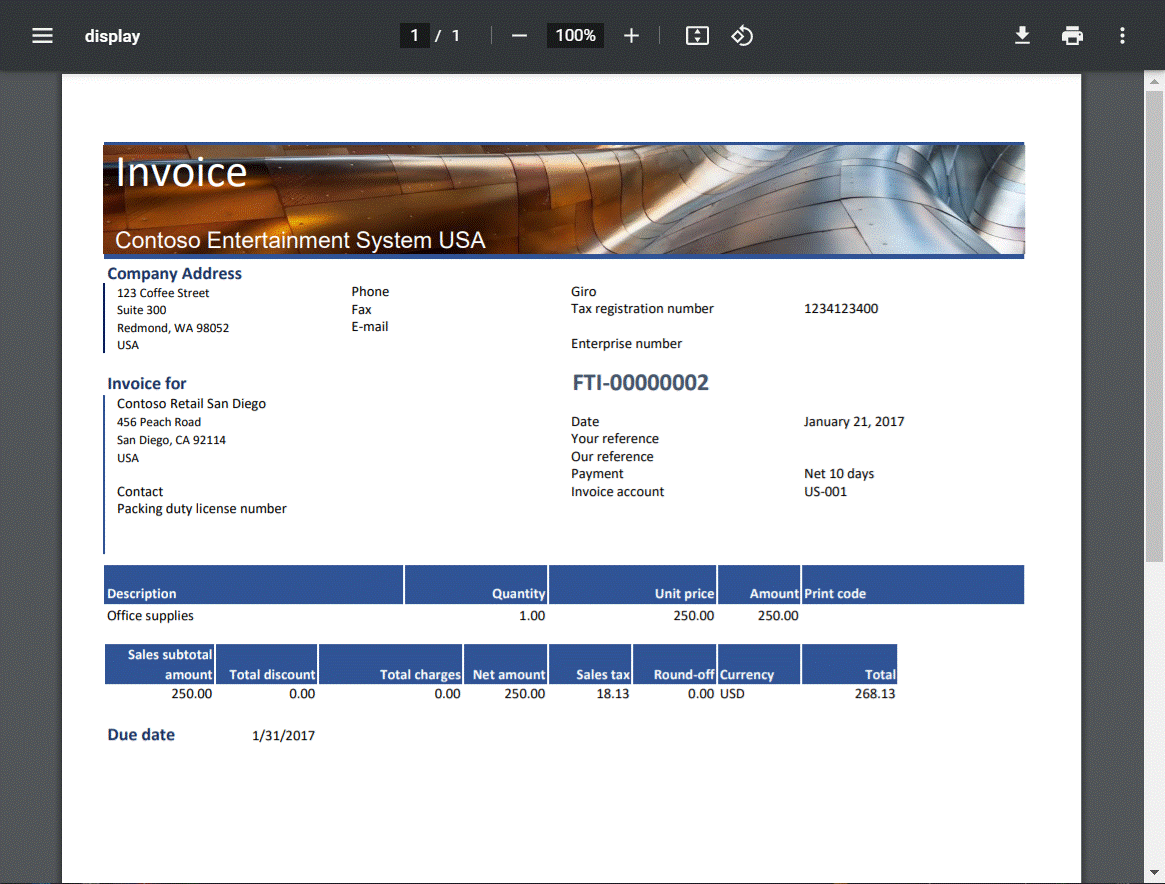 display
1 / 1
100%
Invoice
Contoso Entertainment System USA
Company Address
123 Coffee Street
Suite 300
Redmond, WA 98052
USA
Phone
Fax
E-mail
Giro
Tax registration number 1234123400
Enterprise number
Invoice for
Contoso Retail San Diego
456 Peach Road
San Diego, CA 92114
USA
Contact
Packing duty license number
FTI-00000002
Date January 21, 2017
Your reference
Our reference
Payment Net 10 days
Invoice account US-001
Description Quantity Unit price Amount Print code
Office supplies 1.00 250.00 250.00
Sales subtotal
amount Total discount Total charges Net amount Sales tax Round-off Currency Total
250.00 0.00 0.00 250.00 18.13 0.00 USD 268.13
Due date 1/31/2017